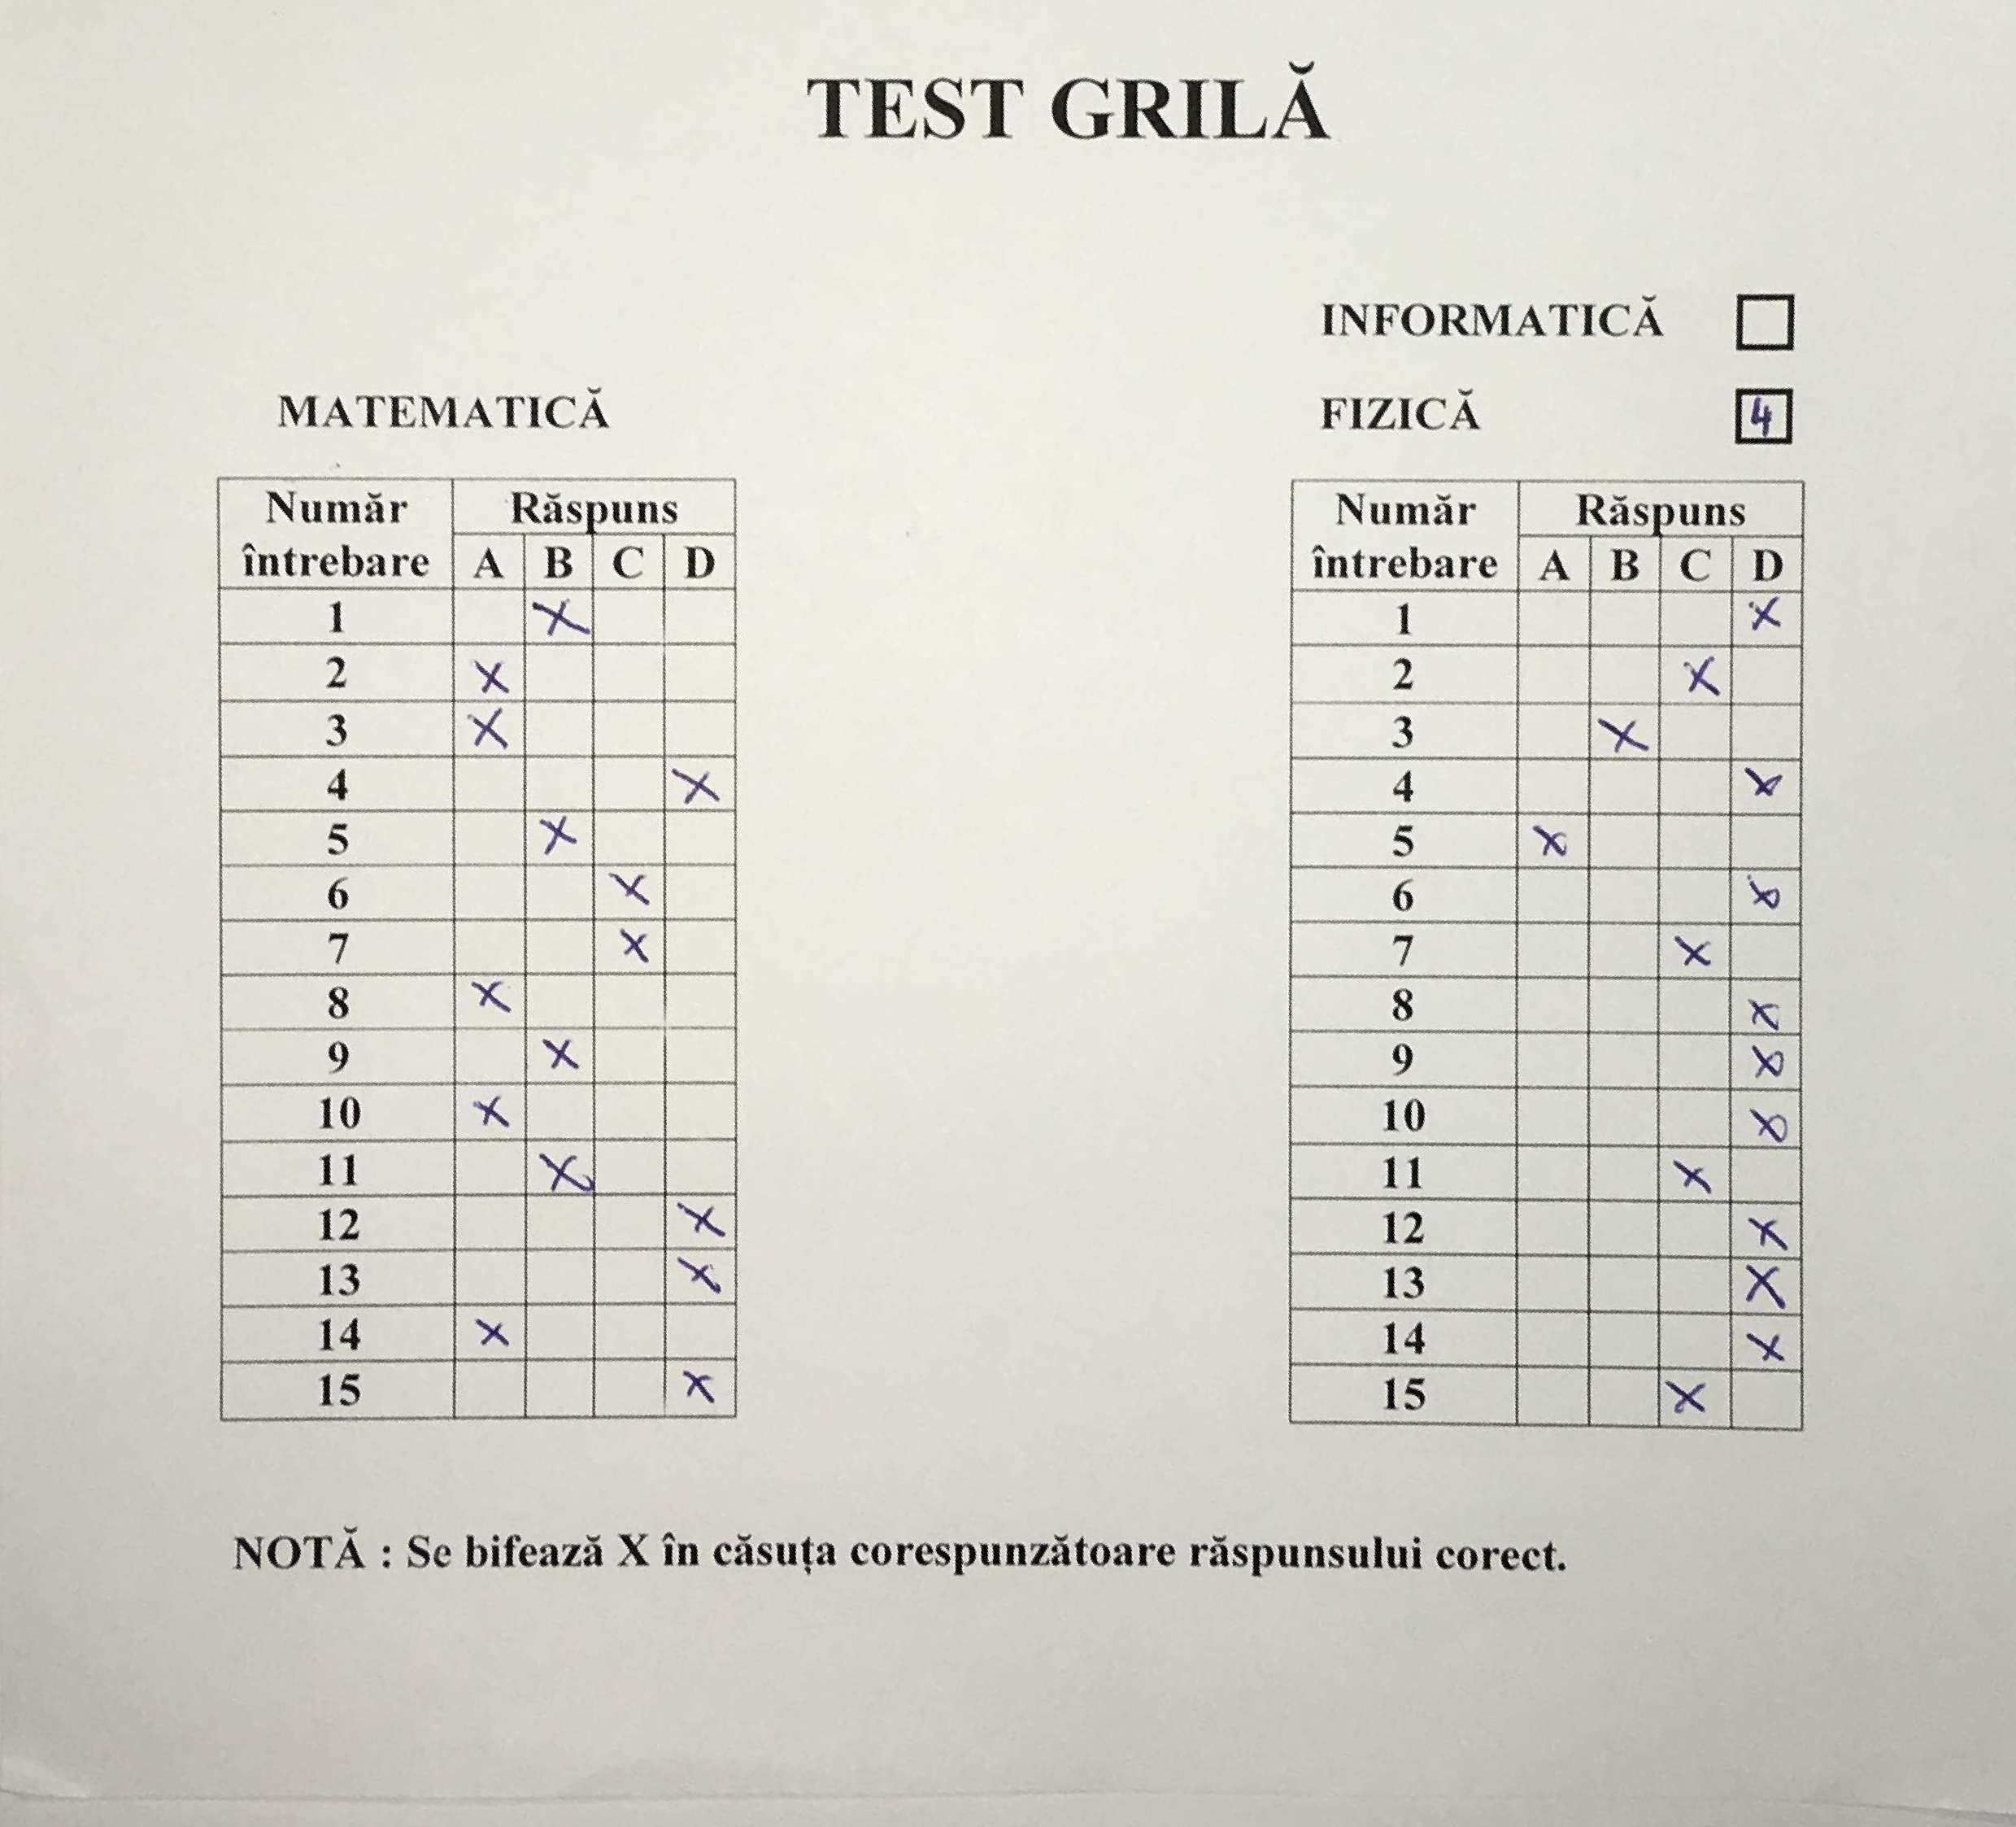 TEST GRILĂ
INFORMATICĂ
MATEMATICĂ
FIZICĂ 4
Număr întrebare Răspuns
A B C D
1 X
2 X
3 X
4 X
5 X
6 X
7 X
8 X
9 X
10 X
11 X
12 X
13 X
14 X
15 X
Număr întrebare Răspuns
A B C D
1 X
2 X
3 X
4 X
5 X
6 X
7 X
8 X
9 X
10 X
11 X
12 X
13 X
14 X
15 X
NOTĂ : Se bifează X în căsuța corespunzătoare răspunsului corect.